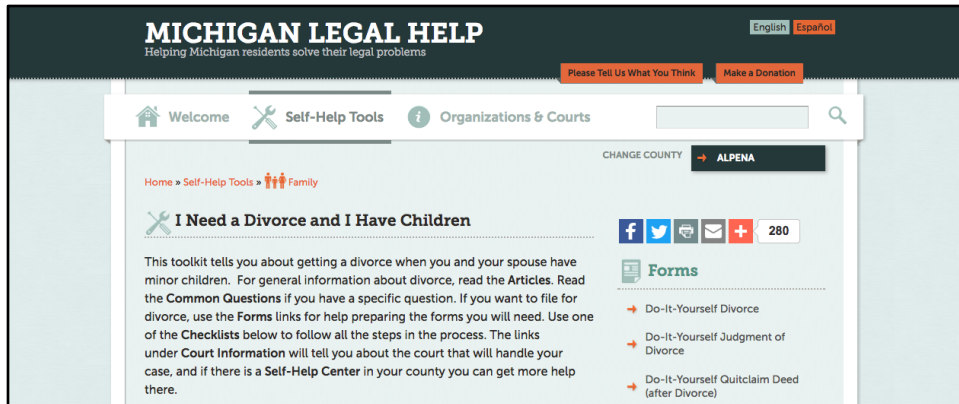 MICHIGAN LEGAL HELP
Helping Michigan residents solve their legal problems
English Español
Please Tell Us What You Think Make a Donation
Welcome Self-Help Tools Organizations & Courts
CHANGE COUNTY ALPENA
Home » Self-Help Tools » Family
I Need a Divorce and I Have Children
This toolkit tells you about getting a divorce when you and your spouse have
minor children. For general information about divorce, read the Articles. Read
the Common Questions if you have a specific question. If you want to file for
divorce, use the Forms links for help preparing the forms you will need. Use one
of the Checklists below to follow all the steps in the process. The links
under Court Information will tell you about the court that will handle your
case, and if there is a Self-Help Center in your county you can get more help
there.
280
Forms
Do-It-Yourself Divorce
Do-It-Yourself Judgment of
Divorce
Do-It-Yourself Quitclaim Deed
(after Divorce)